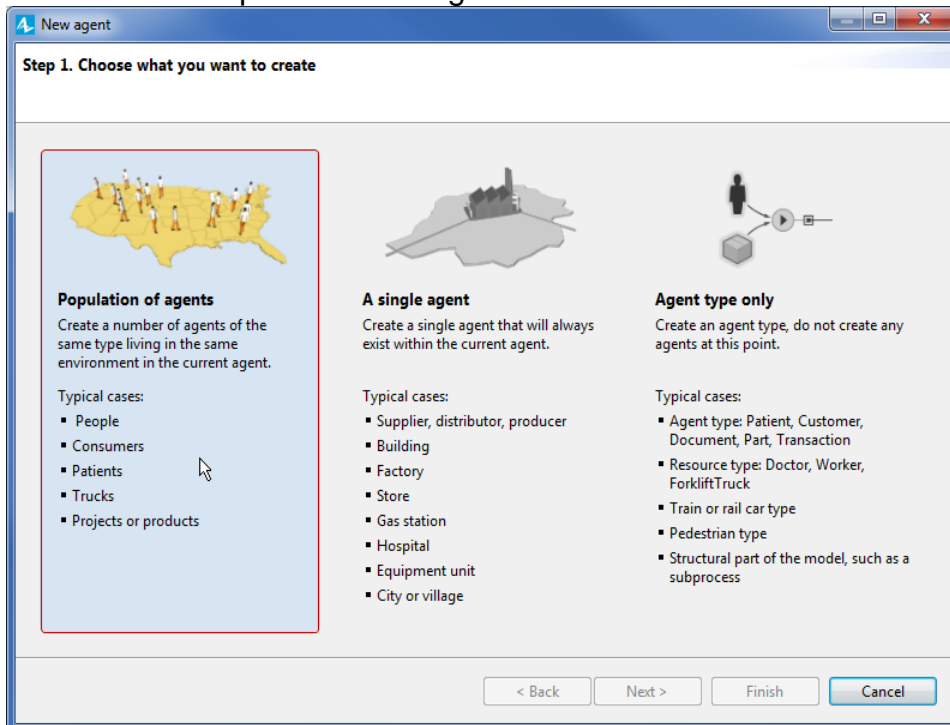 New agent
Step 1. Choose what you want to create
Population of agents
Create a number of agents of the
same type living in the same
environment in the current agent.
Typical cases:
▪ People
▪ Consumers
▪ Patients
▪ Trucks
▪ Projects or products
A single agent
Create a single agent that will always
exist within the current agent.
Typical cases:
▪ Supplier, distributor, producer
▪ Building
▪ Factory
▪ Store
▪ Gas station
▪ Hospital
▪ Equipment unit
▪ City or village
Agent type only
Create an agent type, do not create any
agents at this point.
Typical cases:
▪ Agent type: Patient, Customer,
Document, Part, Transaction
▪ Resource type: Doctor, Worker,
ForkliftTruck
▪ Train or rail car type
▪ Pedestrian type
▪ Structural part of the model, such as a
subprocess
< Back
Next >
Finish
Cancel